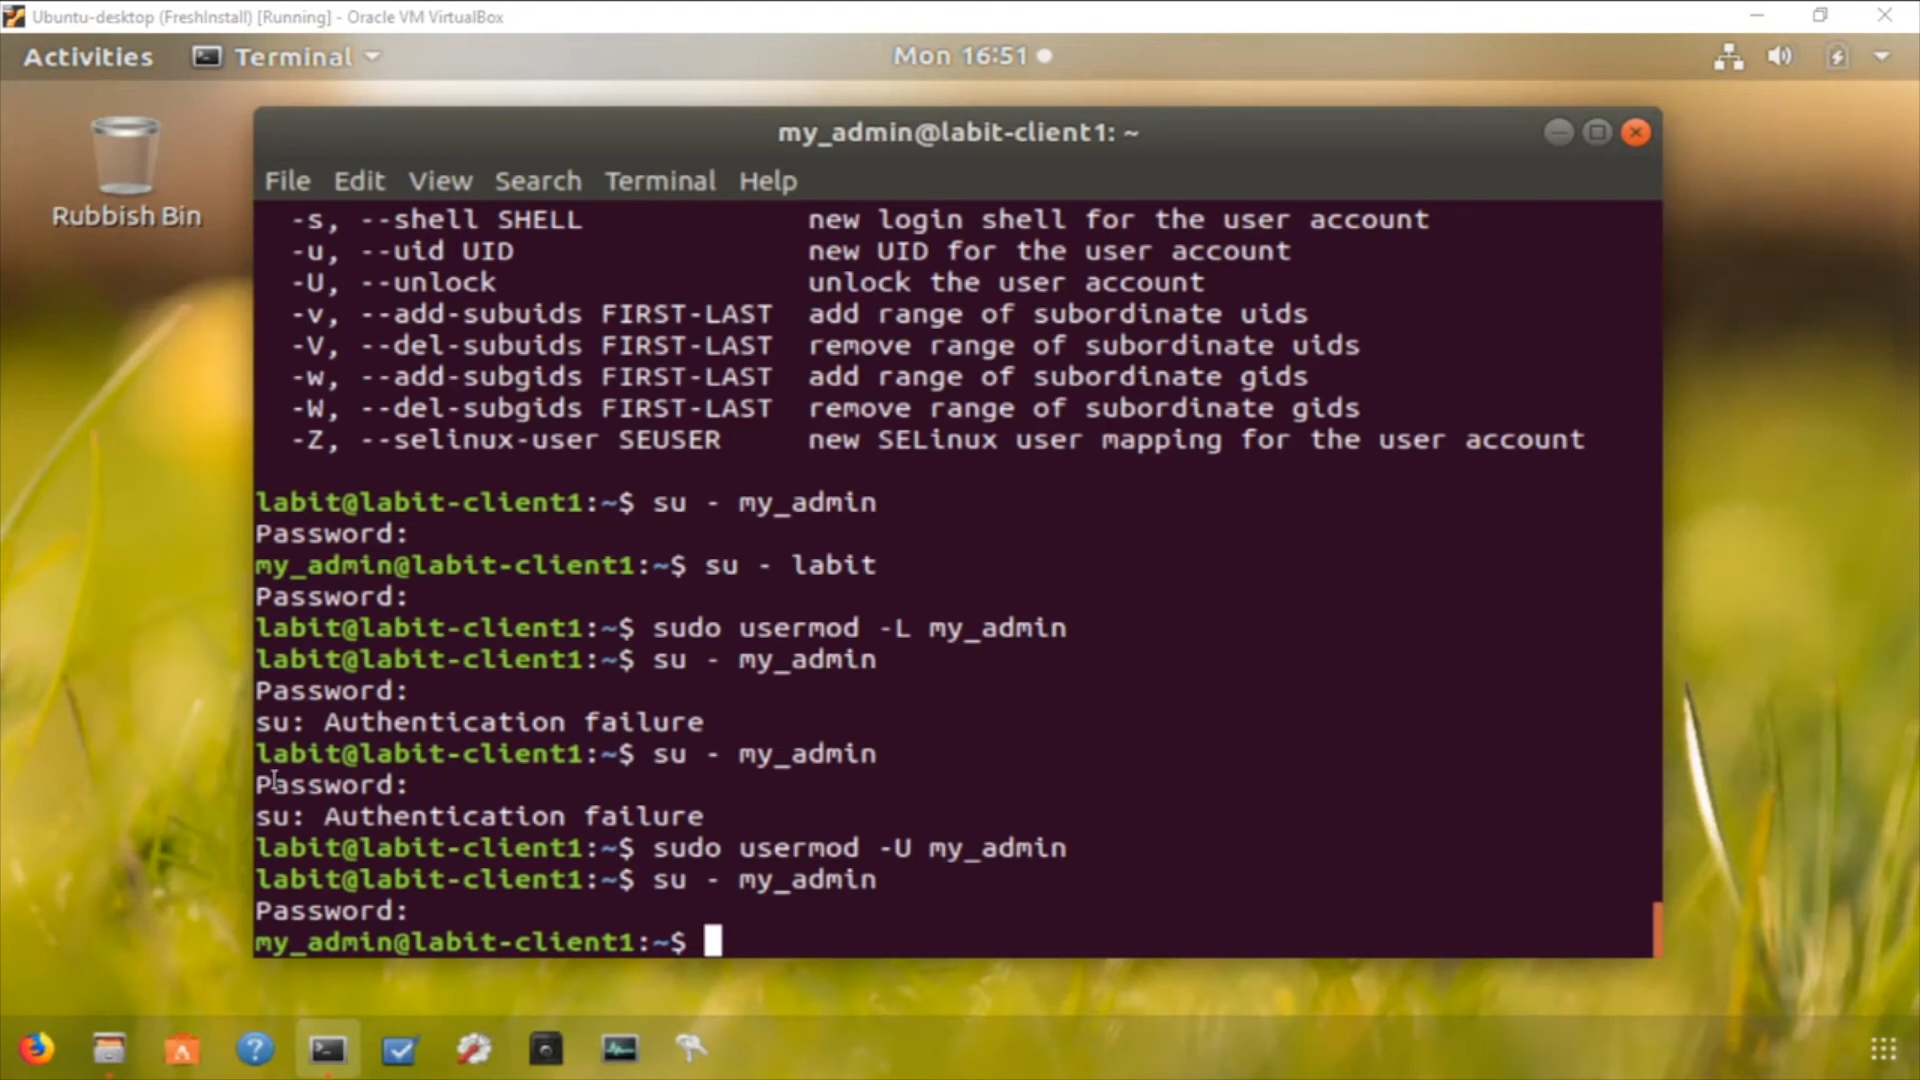 Ubuntu-desktop (FreshInstall) [Running] - Oracle VM VirtualBox
Activities Terminal Mon 16:51
Rubbish Bin
my_admin@labit-client1: ~
File Edit View Search Terminal Help
-s, --shell SHELL new login shell for the user account
-u, --uid UID new UID for the user account
-U, --unlock unlock the user account
-v, --add-subuids FIRST-LAST add range of subordinate uids
-V, --del-subuids FIRST-LAST remove range of subordinate uids
-w, --add-subgids FIRST-LAST add range of subordinate gids
-W, --del-subgids FIRST-LAST remove range of subordinate gids
-Z, --selinux-user SEUSER new SELinux user mapping for the user account
labit@labit-client1:~$ su - my_admin
Password:
my_admin@labit-client1:~$ su - labit
Password:
labit@labit-client1:~$ sudo usermod -L my_admin
labit@labit-client1:~$ su - my_admin
Password:
su: Authentication failure
labit@labit-client1:~$ su - my_admin
Password:
su: Authentication failure
labit@labit-client1:~$ sudo usermod -U my_admin
labit@labit-client1:~$ su - my_admin
Password:
my_admin@labit-client1:~$